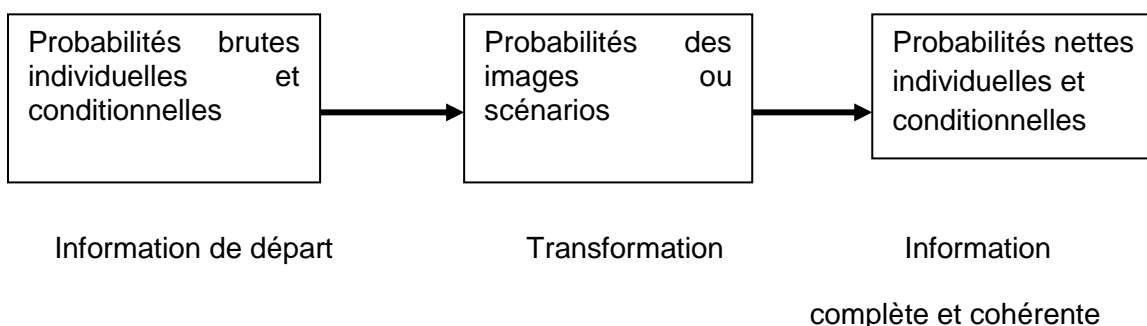 Probabilités brutes
individuelles et
conditionnelles
Probabilités des
images ou
scénarios
Probabilités nettes
individuelles et
conditionnelles
Information de départ
Transformation
Information
complète et cohérente